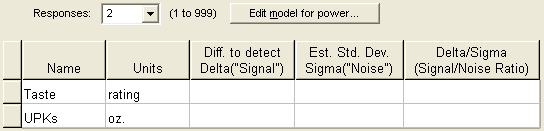 Responses: 2 (1 to 999) Edit model for power...
Name Units Diff. to detect Delta("Signal") Est. Std. Dev. Sigma("Noise") Delta/Sigma (Signal/Noise Ratio)
Taste rating
UPKs oz.